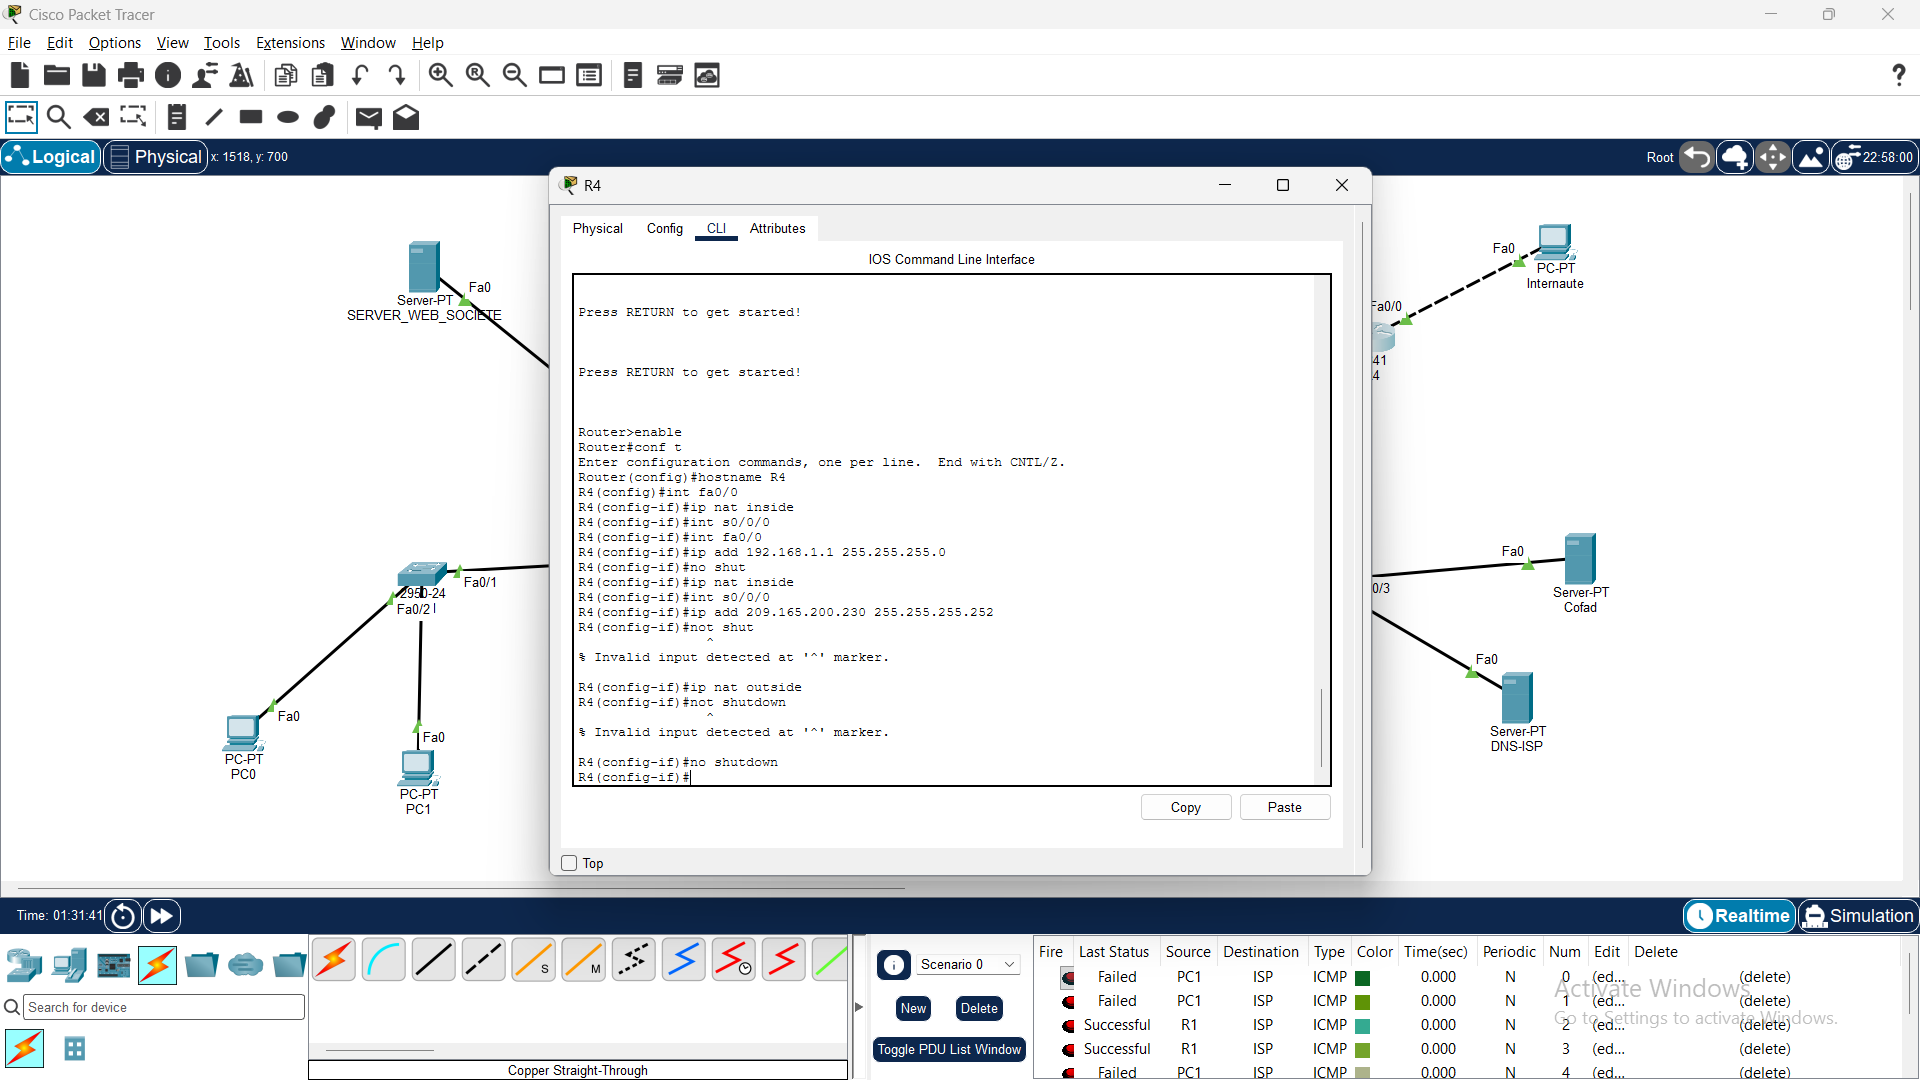 Cisco Packet Tracer
File Edit Options View Tools Extensions Window Help
Logical Physical x: 1518, y: 700 Root 22:58:00
R4
Physical Config CLI Attributes
IOS Command Line Interface
Press RETURN to get started!
Press RETURN to get started!
Router>enable
Router#conf t
Enter configuration commands, one per line.  End with CNTL/Z.
Router(config)#hostname R4
R4(config)#int fa0/0
R4(config-if)#ip nat inside
R4(config-if)#int s0/0/0
R4(config-if)#int fa0/0
R4(config-if)#ip add 192.168.1.1 255.255.255.0
R4(config-if)#no shut
R4(config-if)#ip nat inside
R4(config-if)#int s0/0/0
R4(config-if)#ip add 209.165.200.230 255.255.255.252
R4(config-if)#not shut
^
% Invalid input detected at '^' marker.
R4(config-if)#ip nat outside
R4(config-if)#not shutdown
^
% Invalid input detected at '^' marker.
R4(config-if)#no shutdown
R4(config-if)#
Copy Paste
Top
Fa0
Server-PT
SERVER_WEB_SOCIETE
Fa0/1
2950-24
Fa0/2
Fa0
PC-PT
PC0
Fa0
PC-PT
PC1
Fa0
PC-PT
Internaute
Fa0/0
41
4
Fa0
0/3
Server-PT
Cofad
Fa0
Server-PT
DNS-ISP
Time: 01:31:41 Realtime Simulation
S M
Search for device
Copper Straight-Through
Scenario 0
New Delete
Toggle PDU List Window
Fire Last Status Source Destination Type Color Time(sec) Periodic Num Edit Delete
Failed PC1 ISP ICMP 0.000 N 0 (ed... (delete)
Failed PC1 ISP ICMP 0.000 N 1 (ed... (delete)
Successful R1 ISP ICMP 0.000 N 2 (ed... (delete)
Successful R1 ISP ICMP 0.000 N 3 (ed... (delete)
Failed PC1 ISP ICMP 0.000 N 4 (ed... (delete)
Activate Windows
Go to Settings to activate Windows.